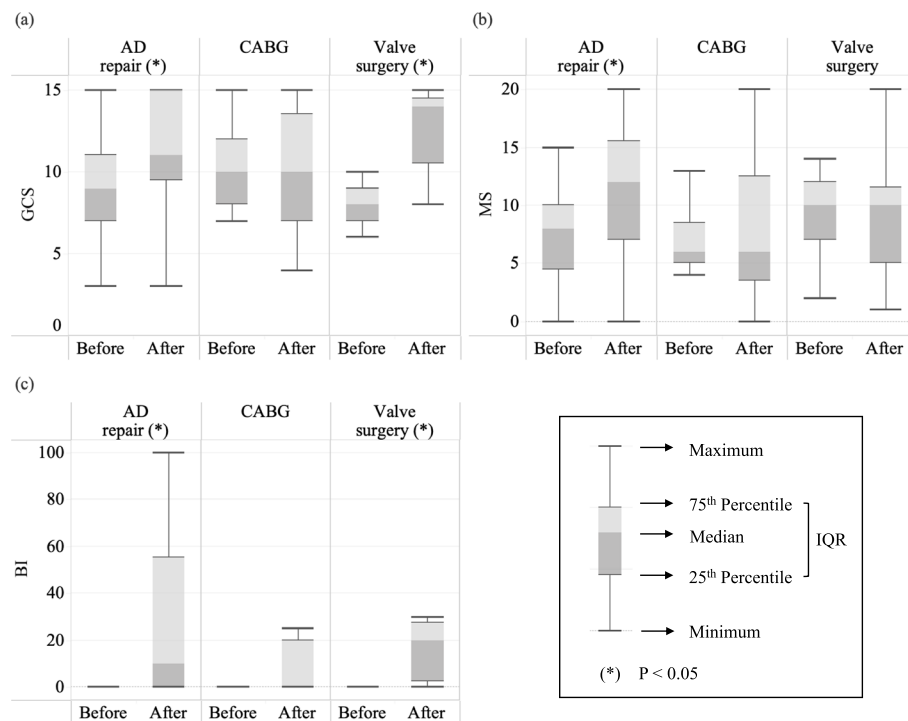 (a)
AD
repair (*)
CABG
Valve
surgery (*)
GCS
15
10
5
0
Before After Before After Before After
(b)
AD
repair (*)
CABG
Valve surgery
MS
20
15
10
5
0
Before After Before After Before After
(c)
AD
repair (*)
CABG
Valve
surgery (*)
BI
100
80
60
40
20
0
Before After Before After Before After
Maximum
75th Percentile
Median
IQR
25th Percentile
Minimum
(*) P < 0.05